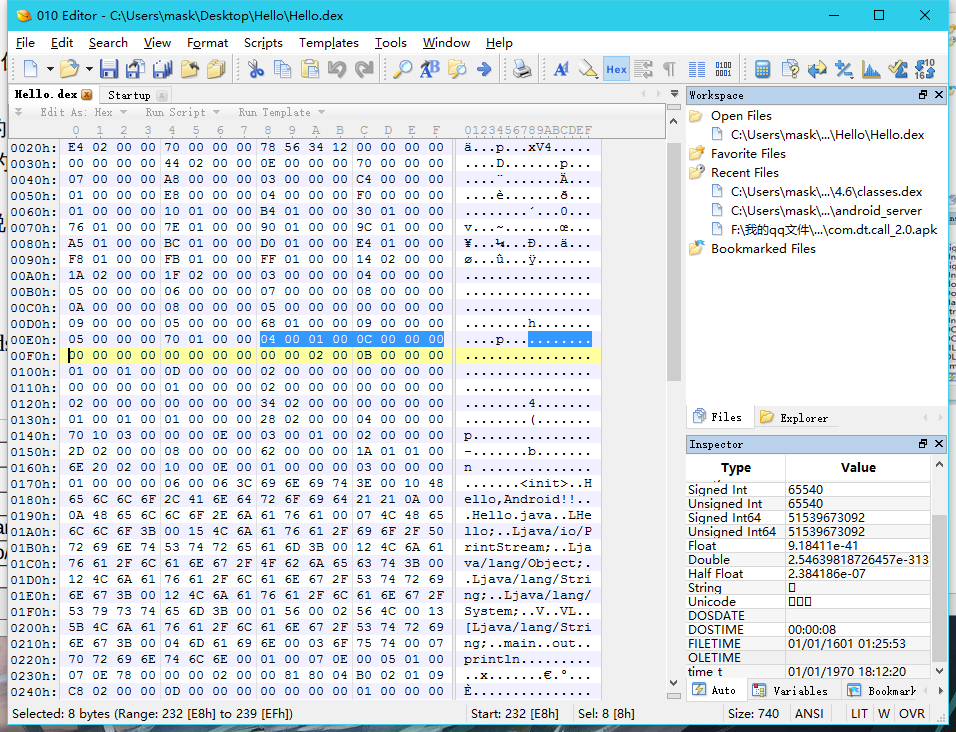 010 Editor - C:\Users\mask\Desktop\Hello\Hello.dex
File Edit Search View Format Scripts Templates Tools Window Help
Hello.dex Startup
Edit As: Hex Run Script Run Template
0 1 2 3 4 5 6 7 8 9 A B C D E F 0123456789ABCDEF
0020h: E4 02 00 00 70 00 00 00 78 56 34 12 00 00 00 00 ä...p...xV4.....
0030h: 00 00 00 00 44 02 00 00 0E 00 00 00 70 00 00 00 ....D.......p...
0040h: 07 00 00 00 A8 00 00 00 03 00 00 00 C4 00 00 00 ....¨.......Ä...
0050h: 01 00 00 00 E8 00 00 00 04 00 00 00 F0 00 00 00 ....è.......ð...
0060h: 01 00 00 00 10 01 00 00 B4 01 00 00 30 01 00 00 ........´...0...
0070h: 76 01 00 00 7E 01 00 00 90 01 00 00 9C 01 00 00 v...~.......œ...
0080h: A5 01 00 00 BC 01 00 00 D0 01 00 00 E4 01 00 00 ¥...¼...Ð...ä...
0090h: F8 01 00 00 FB 01 00 00 FF 01 00 00 14 02 00 00 ø...û...ÿ.......
00A0h: 1A 02 00 00 1F 02 00 00 03 00 00 00 04 00 00 00 ................
00B0h: 05 00 00 00 06 00 00 00 07 00 00 00 08 00 00 00 ................
00C0h: 0A 00 00 00 08 00 00 00 05 00 00 00 00 00 00 00 ................
00D0h: 09 00 00 00 05 00 00 00 68 01 00 00 09 00 00 00 ........h.......
00E0h: 05 00 00 00 70 01 00 00 04 00 01 00 0C 00 00 00 ....p...........
00F0h: 00 00 00 00 00 00 00 00 00 00 02 00 0B 00 00 00 ................
0100h: 01 00 01 00 0D 00 00 00 02 00 00 00 00 00 00 00 ................
0110h: 00 00 00 00 01 00 00 00 02 00 00 00 00 00 00 00 ................
0120h: 02 00 00 00 00 00 00 00 34 02 00 00 00 00 00 00 ........4.......
0130h: 01 00 01 00 01 00 00 00 28 02 00 00 04 00 00 00 ........(.......
0140h: 70 10 03 00 00 00 0E 00 03 00 01 00 02 00 00 00 p...............
0150h: 2D 02 00 00 08 00 00 00 62 00 00 00 1A 01 01 00 -.......b.......
0160h: 6E 20 02 00 10 00 0E 00 01 00 00 00 03 00 00 00 n ..............
0170h: 01 00 00 00 06 00 06 3C 69 6E 69 74 3E 00 10 48 .......<init>..H
0180h: 65 6C 6C 6F 2C 41 6E 64 72 6F 69 64 21 21 0A 00 ello,Android!!..
0190h: 0A 48 65 6C 6C 6F 2E 6A 61 76 61 00 07 4C 48 65 .Hello.java..LHe
01A0h: 6C 6C 6F 3B 00 15 4C 6A 61 76 61 2F 69 6F 2F 50 llo;..Ljava/io/P
01B0h: 72 69 6E 74 53 74 72 65 61 6D 3B 00 12 4C 6A 61 rintStream;..Lja
01C0h: 76 61 2F 6C 61 6E 67 2F 4F 62 6A 65 63 74 3B 00 va/lang/Object;.
01D0h: 12 4C 6A 61 76 61 2F 6C 61 6E 67 2F 53 74 72 69 .Ljava/lang/Stri
01E0h: 6E 67 3B 00 12 4C 6A 61 76 61 2F 6C 61 6E 67 2F ng;..Ljava/lang/
01F0h: 53 79 73 74 65 6D 3B 00 01 56 00 02 56 4C 00 13 System;..V..VL..
0200h: 5B 4C 6A 61 76 61 2F 6C 61 6E 67 2F 53 74 72 69 [Ljava/lang/Stri
0210h: 6E 67 3B 00 04 6D 61 69 6E 00 03 6F 75 74 00 07 ng;..main..out..
0220h: 70 72 69 6E 74 6C 6E 00 01 00 07 0E 00 05 01 00 println.........
0230h: 07 0E 78 00 00 00 02 00 00 81 80 04 B0 02 01 09 ..x.......€.°...
0240h: C8 02 00 00 0D 00 00 00 00 00 00 00 01 00 00 00 È...............
Workspace
Open Files
C:\Users\mask\...\Hello\Hello.dex
Favorite Files
Recent Files
C:\Users\mask\...\4.6\classes.dex
C:\Users\mask\...\android_server
F:\我的qq文件\...\com.dt.call_2.0.apk
Bookmarked Files
Files Explorer
Inspector
Type Value
Signed Int 65540
Unsigned Int 65540
Signed Int64 51539673092
Unsigned Int64 51539673092
Float 9.18411e-41
Double 2.54639818726457e-313
Half Float 2.384186e-07
String
Unicode
DOSDATE
DOSTIME 00:00:08
FILETIME 01/01/1601 01:25:53
OLETIME
time_t 01/01/1970 18:12:20
Auto Variables Bookmark
Selected: 8 bytes (Range: 232 [E8h] to 239 [EFh]) Start: 232 [E8h] Sel: 8 [8h] Size: 740 ANSI LIT W OVR